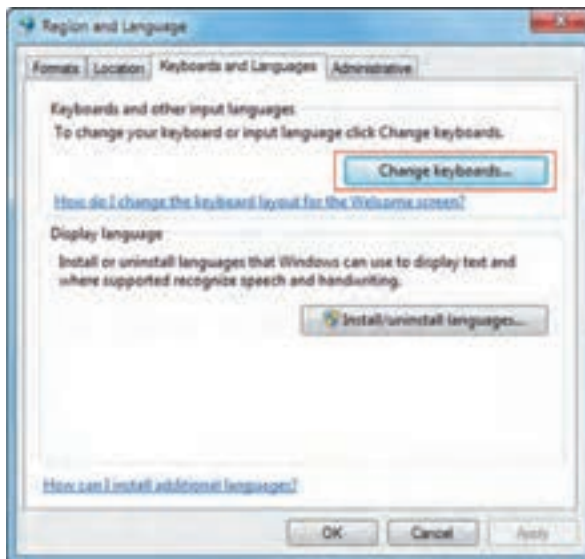 Region and Language
Formats Location Keyboards and Languages Administrative
Keyboards and other input languages
To change your keyboard or input language click Change keyboards.
Change keyboards...
How do I change the keyboard layout for the Welcome screen?
Display language
Install or uninstall languages that Windows can use to display text and
where supported recognize speech and handwriting.
Install/uninstall languages...
How can I install additional languages?
OK Cancel Apply